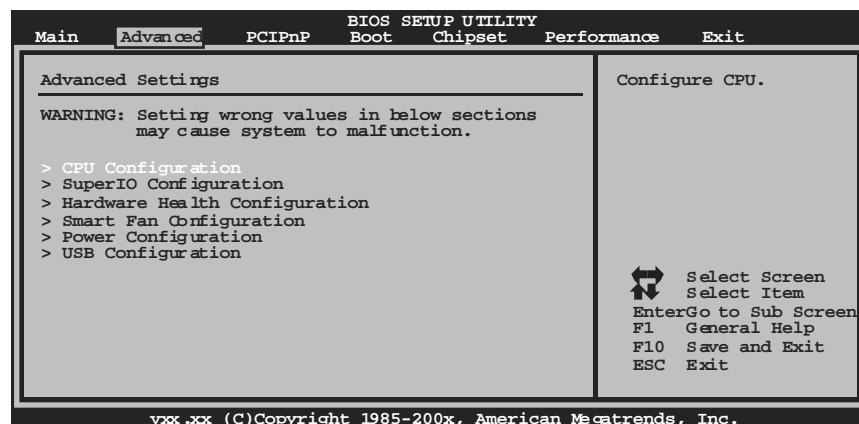 BIOS SETUP UTILITY
Main Advanced PCIPnP Boot Chipset Performance Exit
Advanced Settings
WARNING: Setting wrong values in below sections
may cause system to malfunction.
> CPU Configuration
> SuperIO Configuration
> Hardware Health Configuration
> Smart Fan Configuration
> Power Configuration
> USB Configuration
Configure CPU.
Select Screen
Select Item
EnterGo to Sub Screen
F1 General Help
F10 Save and Exit
ESC Exit
vxx.xx (C)Copyright 1985-200x, American Megatrends, Inc.